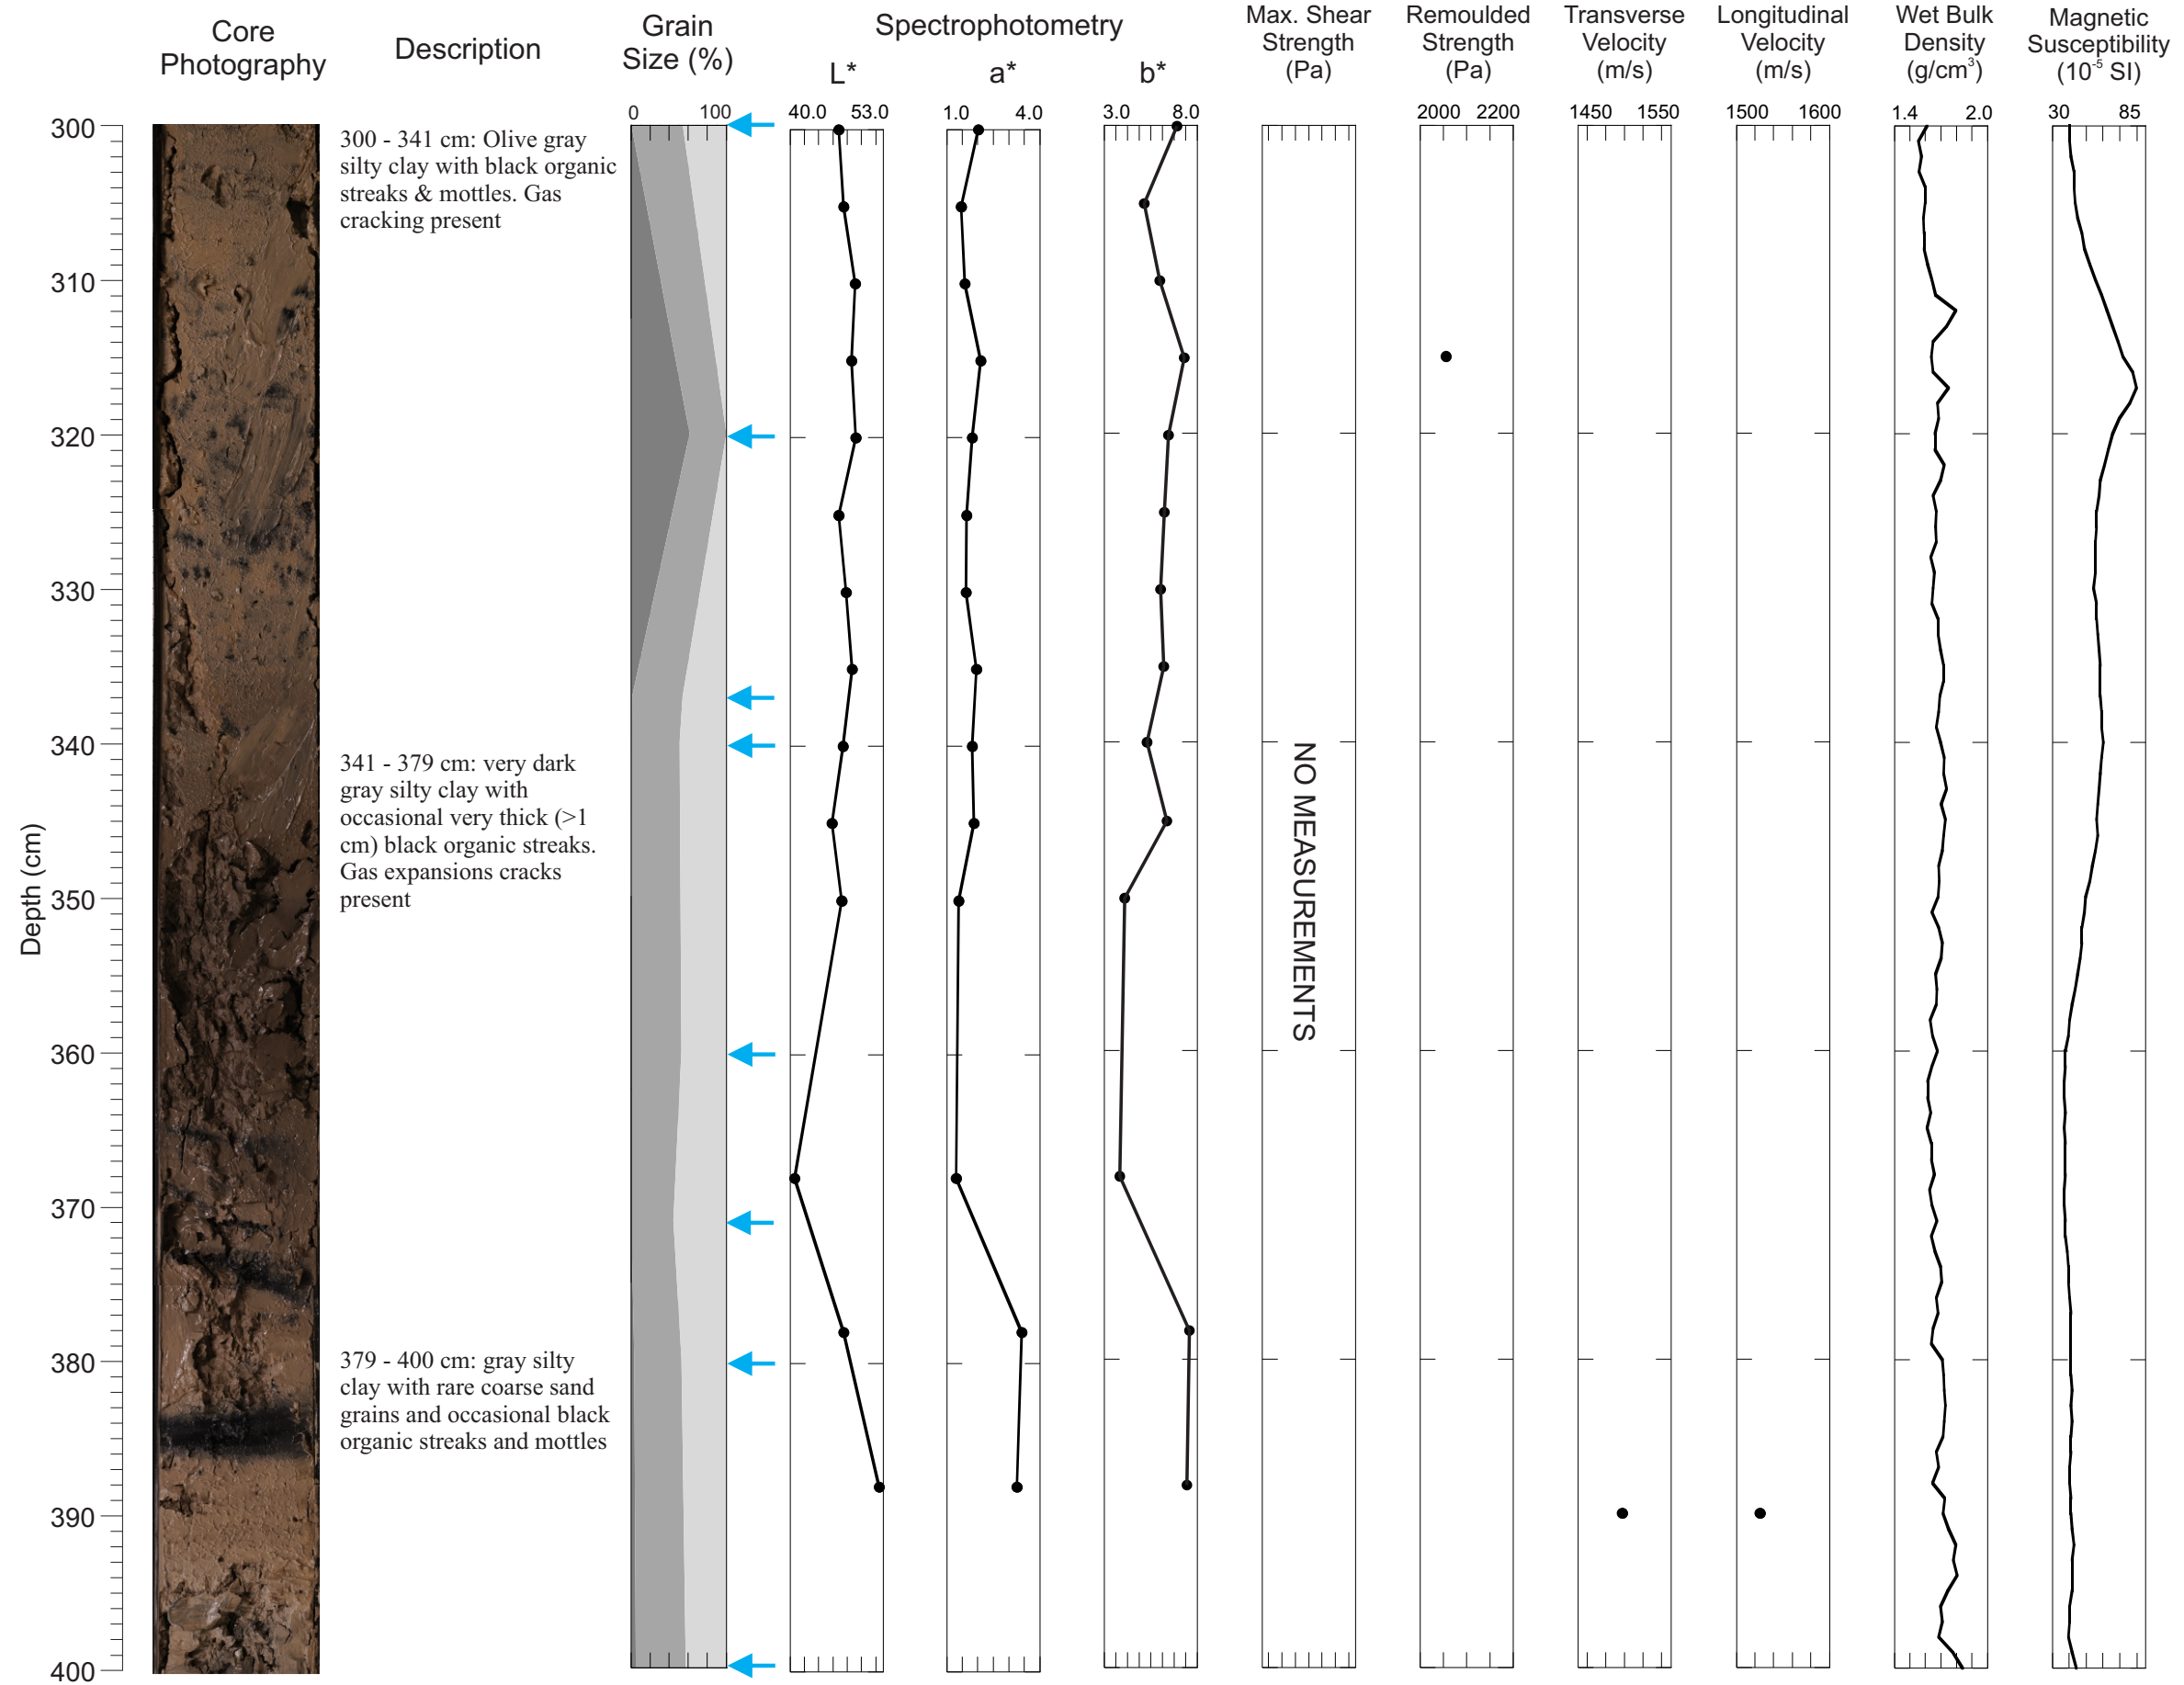 Core
Photography
Description
Grain
Size (%)
Spectrophotometry
L*
a*
b*
Max. Shear
Strength
(Pa)
Remoulded
Strength
(Pa)
Transverse
Velocity
(m/s)
Longitudinal
Velocity
(m/s)
Wet Bulk
Density
(g/cm³)
Magnetic
Susceptibility
(10⁻⁵ SI)
0 100
40.0 53.0
1.0 4.0
3.0 8.0
2000 2200
1450 1550
1500 1600
1.4 2.0
30 85
Depth (cm)
300
310
320
330
340
350
360
370
380
390
400
300 - 341 cm: Olive gray
silty clay with black organic
streaks & mottles. Gas
cracking present
341 - 379 cm: very dark
gray silty clay with
occasional very thick (>1
cm) black organic streaks.
Gas expansions cracks
present
379 - 400 cm: gray silty
clay with rare coarse sand
grains and occasional black
organic streaks and mottles
NO MEASUREMENTS